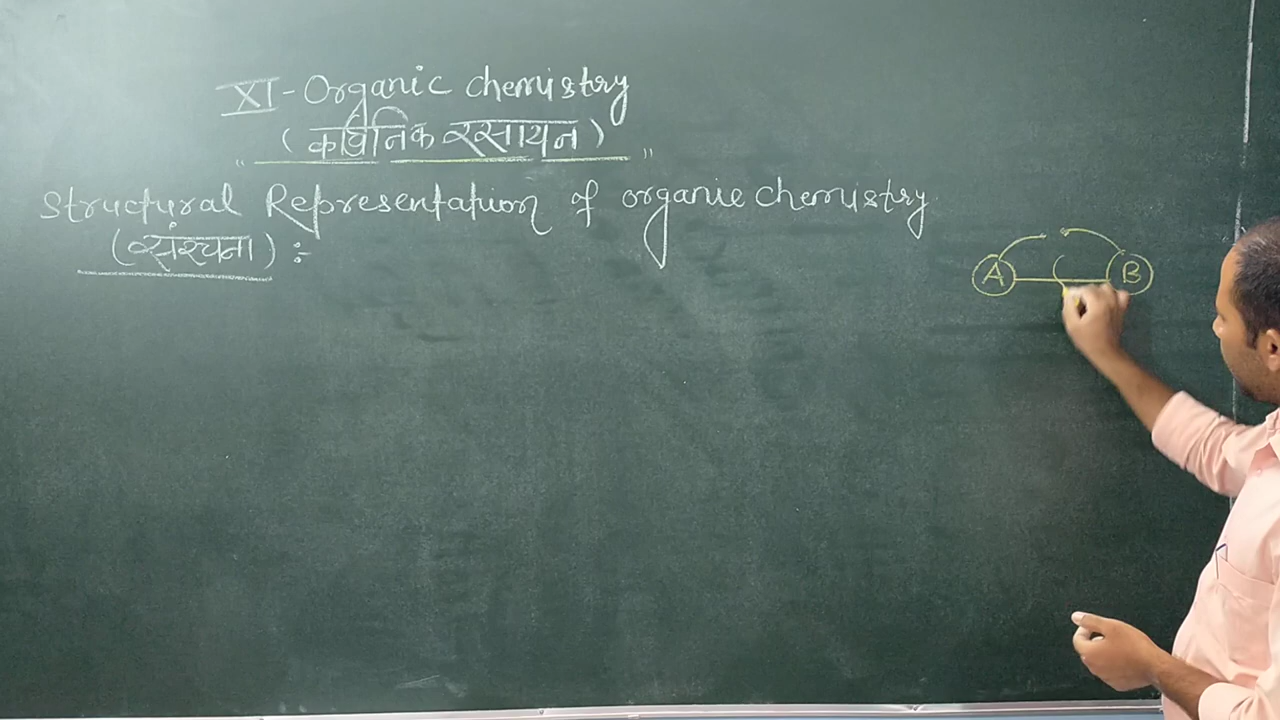 XI - Organic chemistry
(कार्बनिक रसायन)
" "
Structural Representation of organic chemistry
(संरचना) :-
A B